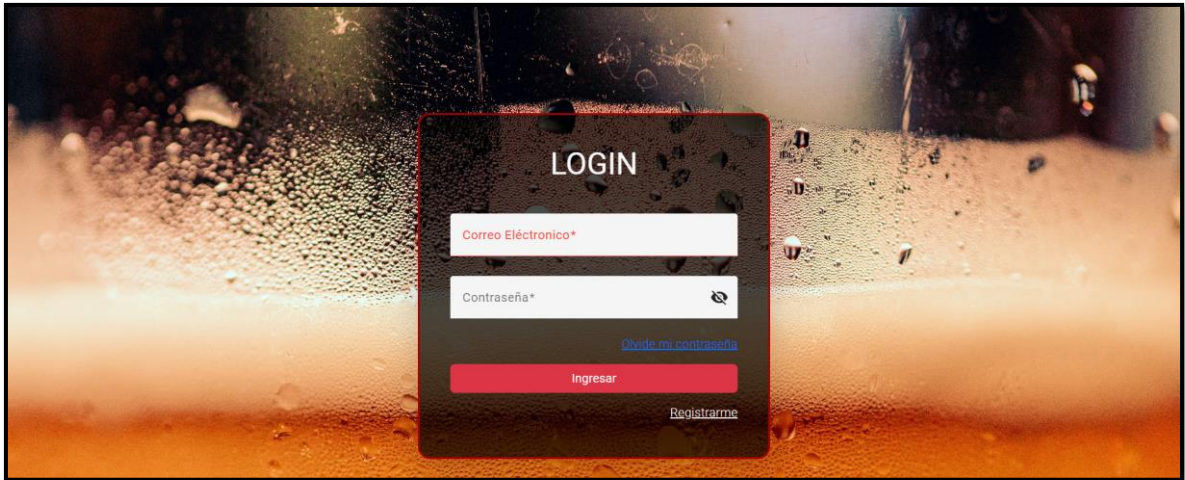 LOGIN
Correo Eléctronico*
Contraseña*
Olvide mi contraseña
Ingresar
Registrarme